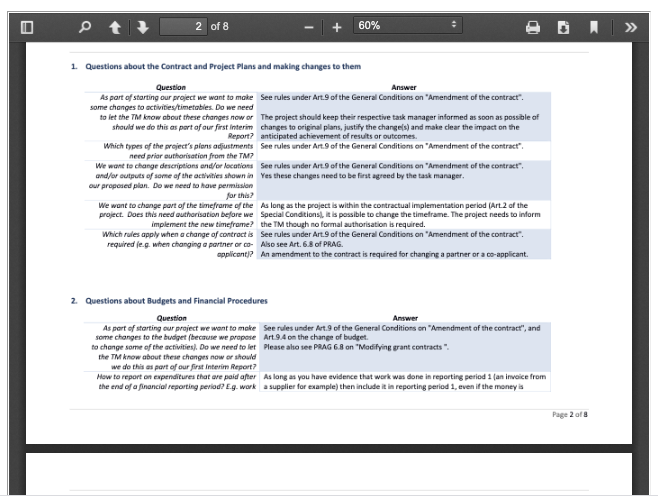 2 of 8
60%
1. Questions about the Contract and Project Plans and making changes to them
Question
Answer
As part of starting our project we want to make
some changes to activities/timetables. Do we need
to let the TM know about these changes now or
should we do this as part of our first Interim
Report?
See rules under Art.9 of the General Conditions on "Amendment of the contract".
The project should keep their respective task manager informed as soon as possible of
changes to original plans, justify the change(s) and make clear the impact on the
anticipated achievement of results or outcomes.
Which types of the project's plans adjustments
need prior authorisation from the TM?
See rules under Art.9 of the General Conditions on "Amendment of the contract".
We want to change descriptions and/or locations
and/or outputs of some of the activities shown in
our proposed plan. Do we need to have permission
for this?
See rules under Art.9 of the General Conditions on "Amendment of the contract".
Yes these changes need to be first agreed by the task manager.
We want to change part of the timeframe of the
project. Does this need authorisation before we
implement the new timeframe?
As long as the project is within the contractual implementation period (Art.2 of the
Special Conditions), it is possible to change the timeframe. The project needs to inform
the TM though no formal authorisation is required.
Which rules apply when a change of contract is
required (e.g. when changing a partner or co-
applicant)?
See rules under Art.9 of the General Conditions on "Amendment of the contract".
Also see Art. 6.8 of PRAG.
An amendment to the contract is required for changing a partner or a co-applicant.
2. Questions about Budgets and Financial Procedures
Question
Answer
As part of starting our project we want to make
some changes to the budget (because we propose
to change some of the activities). Do we need to let
the TM know about these changes now or should
we do this as part of our first Interim Report?
See rules under Art.9 of the General Conditions on "Amendment of the contract", and
Art.9.4 on the change of budget.
Please also see PRAG 6.8 on "Modifying grant contracts ".
How to report on expenditures that are paid after
the end of a financial reporting period? E.g. work
As long as you have evidence that work was done in reporting period 1 (an invoice from
a supplier for example) then include it in reporting period 1, even if the money is
Page 2 of 8